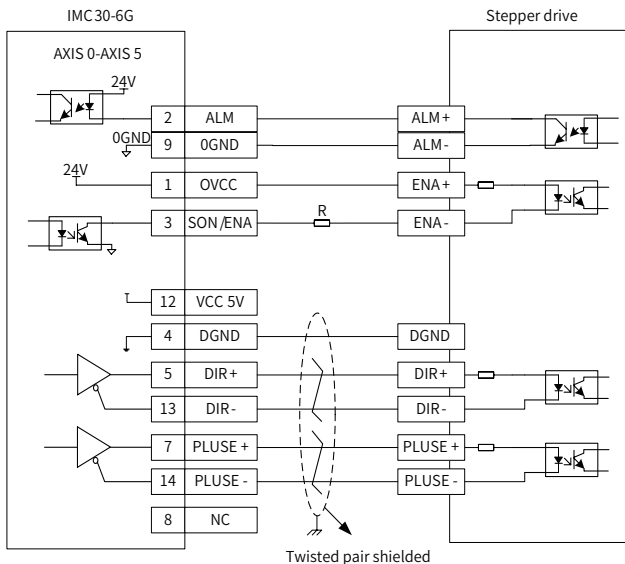 IMC30-6G
Stepper drive
AXIS 0-AXIS 5
24V
2 ALM ALM+
0GND 9 0GND ALM-
24V
1 OVCC ENA+
3 SON/ENA R ENA-
12 VCC 5V
4 DGND DGND
5 DIR+ DIR+
13 DIR- DIR-
7 PLUSE+ PLUSE+
14 PLUSE- PLUSE-
8 NC
Twisted pair shielded